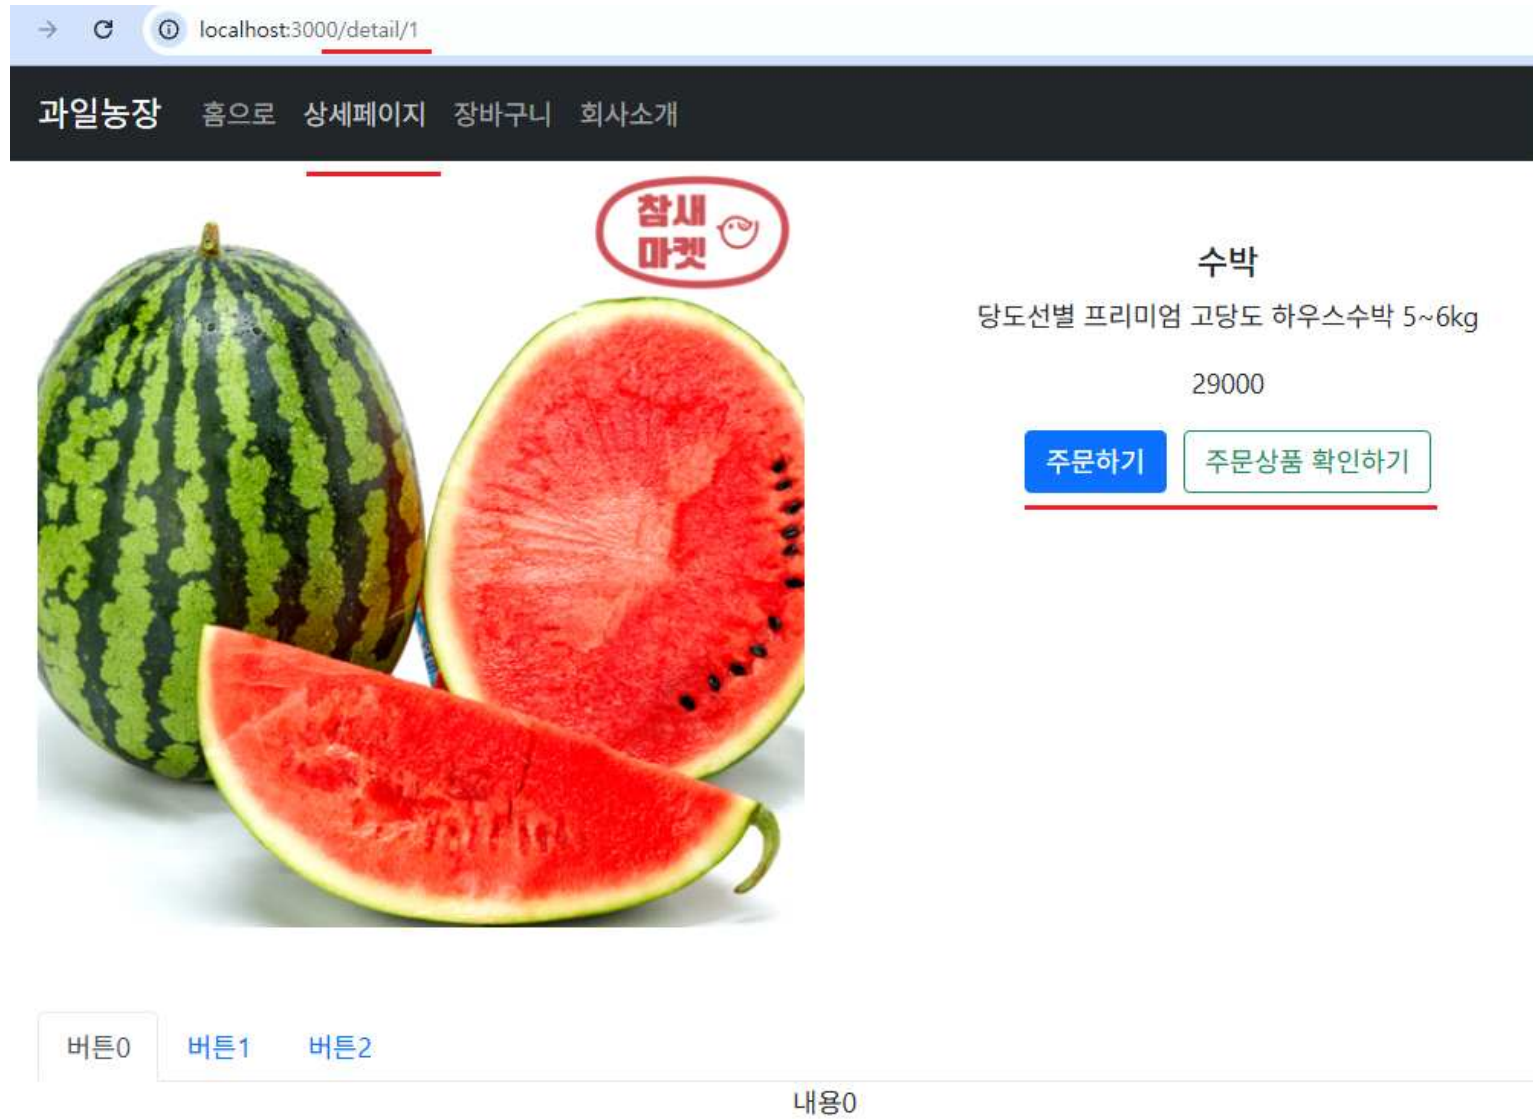 localhost:3000/detail/1
과일농장 홈으로 상세페이지 장바구니 회사소개
참새
마켓
수박
당도선별 프리미엄 고당도 하우스수박 5~6kg
29000
주문하기 주문상품 확인하기
버튼0 버튼1 버튼2
내용0